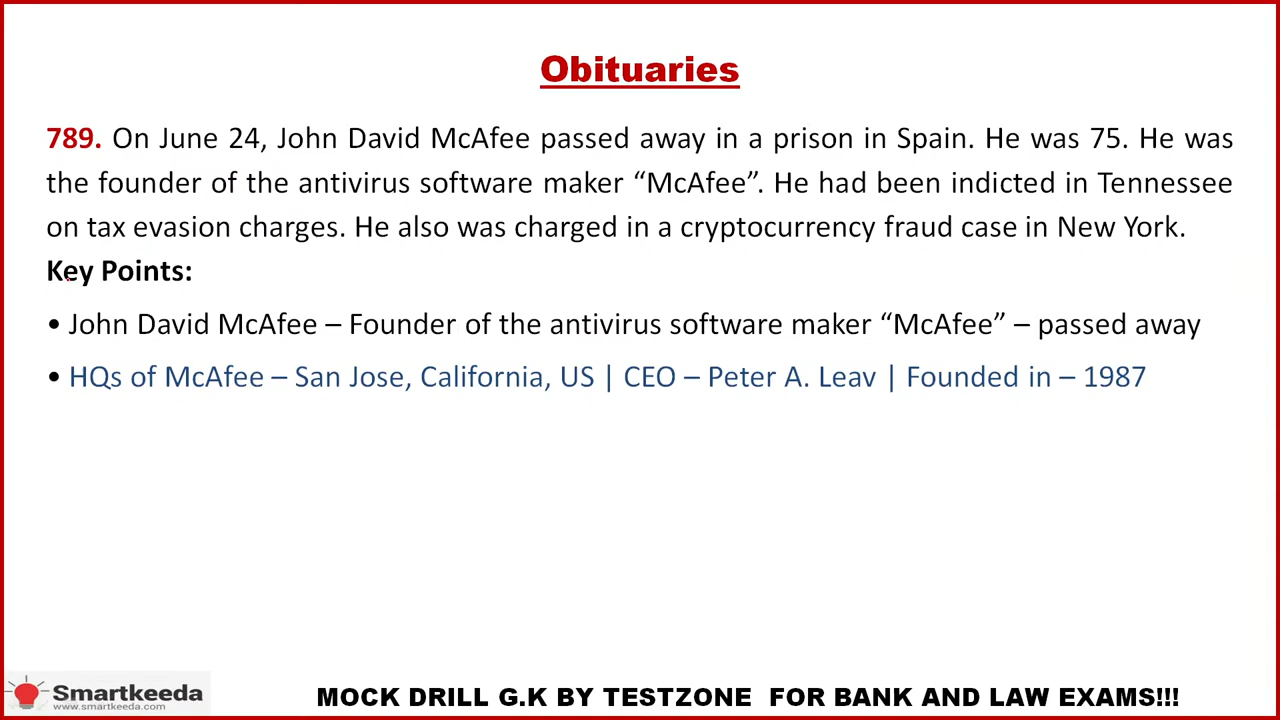 Obituaries
789. On June 24, John David McAfee passed away in a prison in Spain. He was 75. He was
the founder of the antivirus software maker “McAfee”. He had been indicted in Tennessee
on tax evasion charges. He also was charged in a cryptocurrency fraud case in New York.
Key Points:
• John David McAfee – Founder of the antivirus software maker “McAfee” – passed away
• HQs of McAfee – San Jose, California, US | CEO – Peter A. Leav | Founded in – 1987
Smartkeeda
www.smartkeeda.com
MOCK DRILL G.K BY TESTZONE FOR BANK AND LAW EXAMS!!!